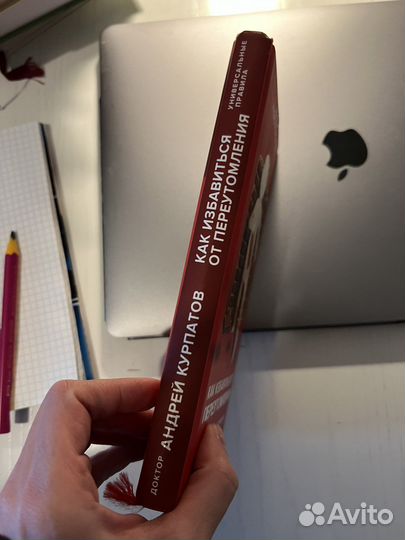 ДОКТОР АНДРЕЙ КУРПАТОВ
КАК ИЗБАВИТЬСЯ
ОТ ПЕРЕУТОМЛЕНИЯ
УНИВЕРСАЛЬНЫЕ
ПРАВИЛА
Avito